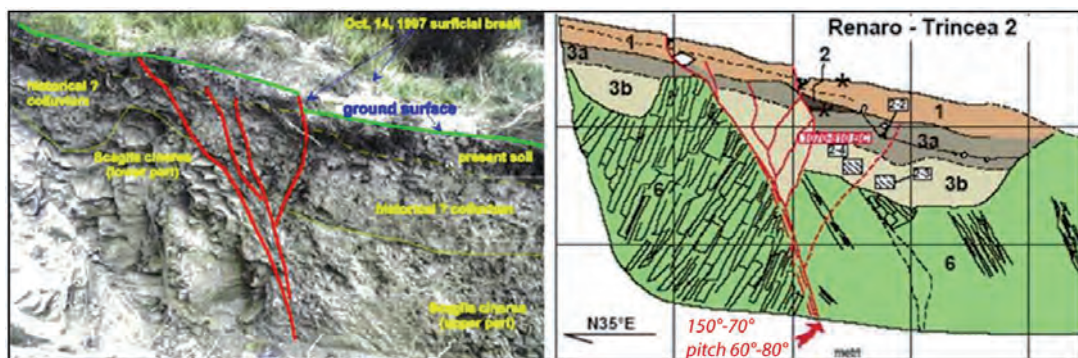 Oct. 14, 1997 surficial break
historical ?
colluvium
ground surface
Scaglia cinerea
(lower part)
present soil
historical ? colluvium
Scaglia cinerea
(upper part)
Renaro - Trincea 2
1
3a
2
3b
1
3a
3b
6
6
N35°E
150°-70°
pitch 60°-80°
metri